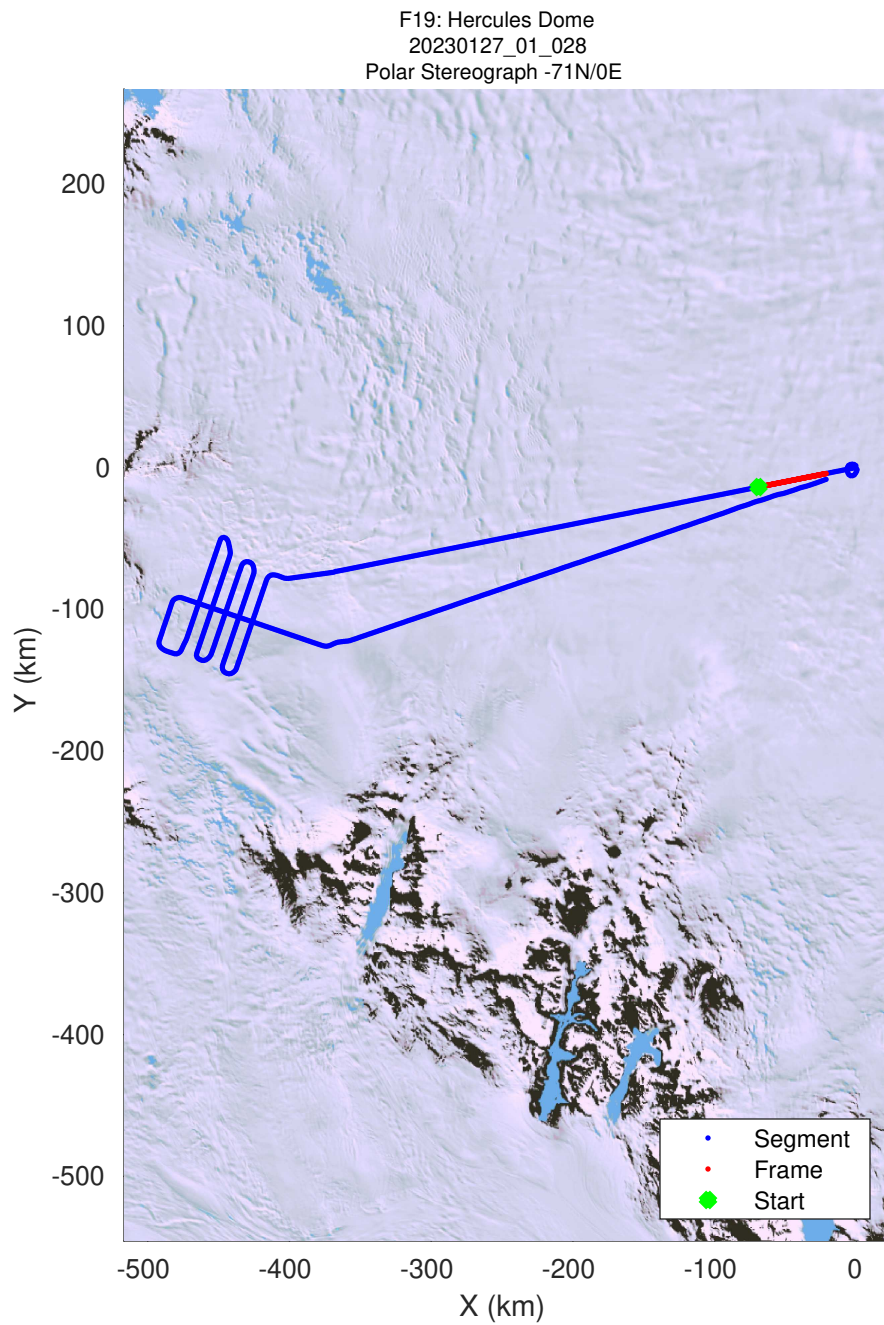 F19: Hercules Dome
20230127_01_028
Polar Stereograph -71N/0E
200
100
0
-100
-200
-300
-400
-500
Y (km)
Segment
Frame
Start
-500
-400
-300
-200
-100
0
X (km)